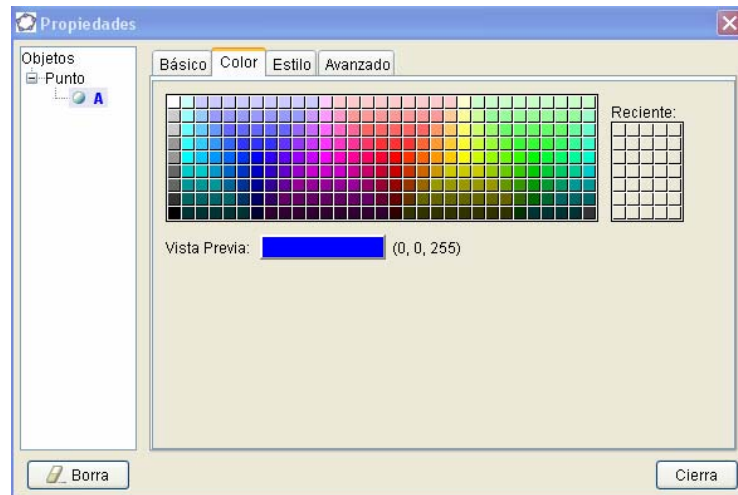 Propiedades
Objetos
Punto
A
Básico Color Estilo Avanzado
Reciente:
Vista Previa: (0, 0, 255)
Borra
Cierra